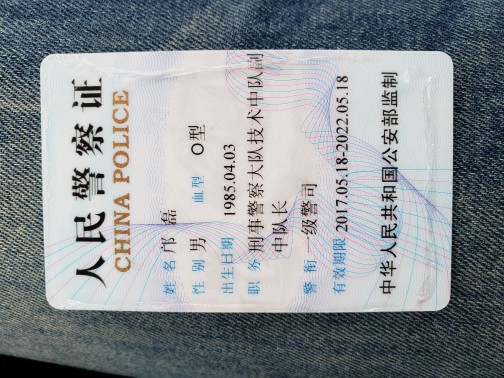 人民警察证
CHINA POLICE
姓名 邝磊
性别 男 血型 O型
出生日期 1985.04.03
职务 刑事警察大队技术中队副
中队长
警衔 一级警司
有效期限 2017.05.18-2022.05.18
中华人民共和国公安部监制